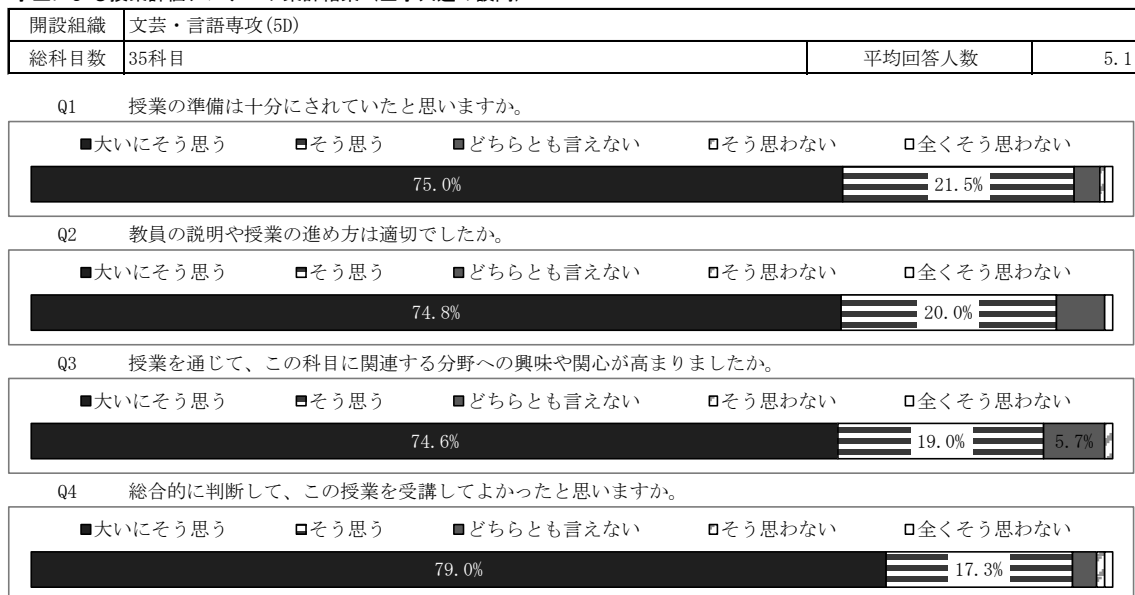 開設組織 文芸・言語専攻(5D)
総科目数 35科目 平均回答人数 5.1
Q1 授業の準備は十分にされていたと思いますか。
■大いにそう思う ■そう思う ■どちらとも言えない □そう思わない □全くそう思わない
75.0% 21.5%
Q2 教員の説明や授業の進め方は適切でしたか。
■大いにそう思う ■そう思う ■どちらとも言えない □そう思わない □全くそう思わない
74.8% 20.0%
Q3 授業を通じて、この科目に関連する分野への興味や関心が高まりましたか。
■大いにそう思う ■そう思う ■どちらとも言えない □そう思わない □全くそう思わない
74.6% 19.0% 5.7%
Q4 総合的に判断して、この授業を受講してよかったと思いますか。
■大いにそう思う □そう思う ■どちらとも言えない □そう思わない □全くそう思わない
79.0% 17.3%